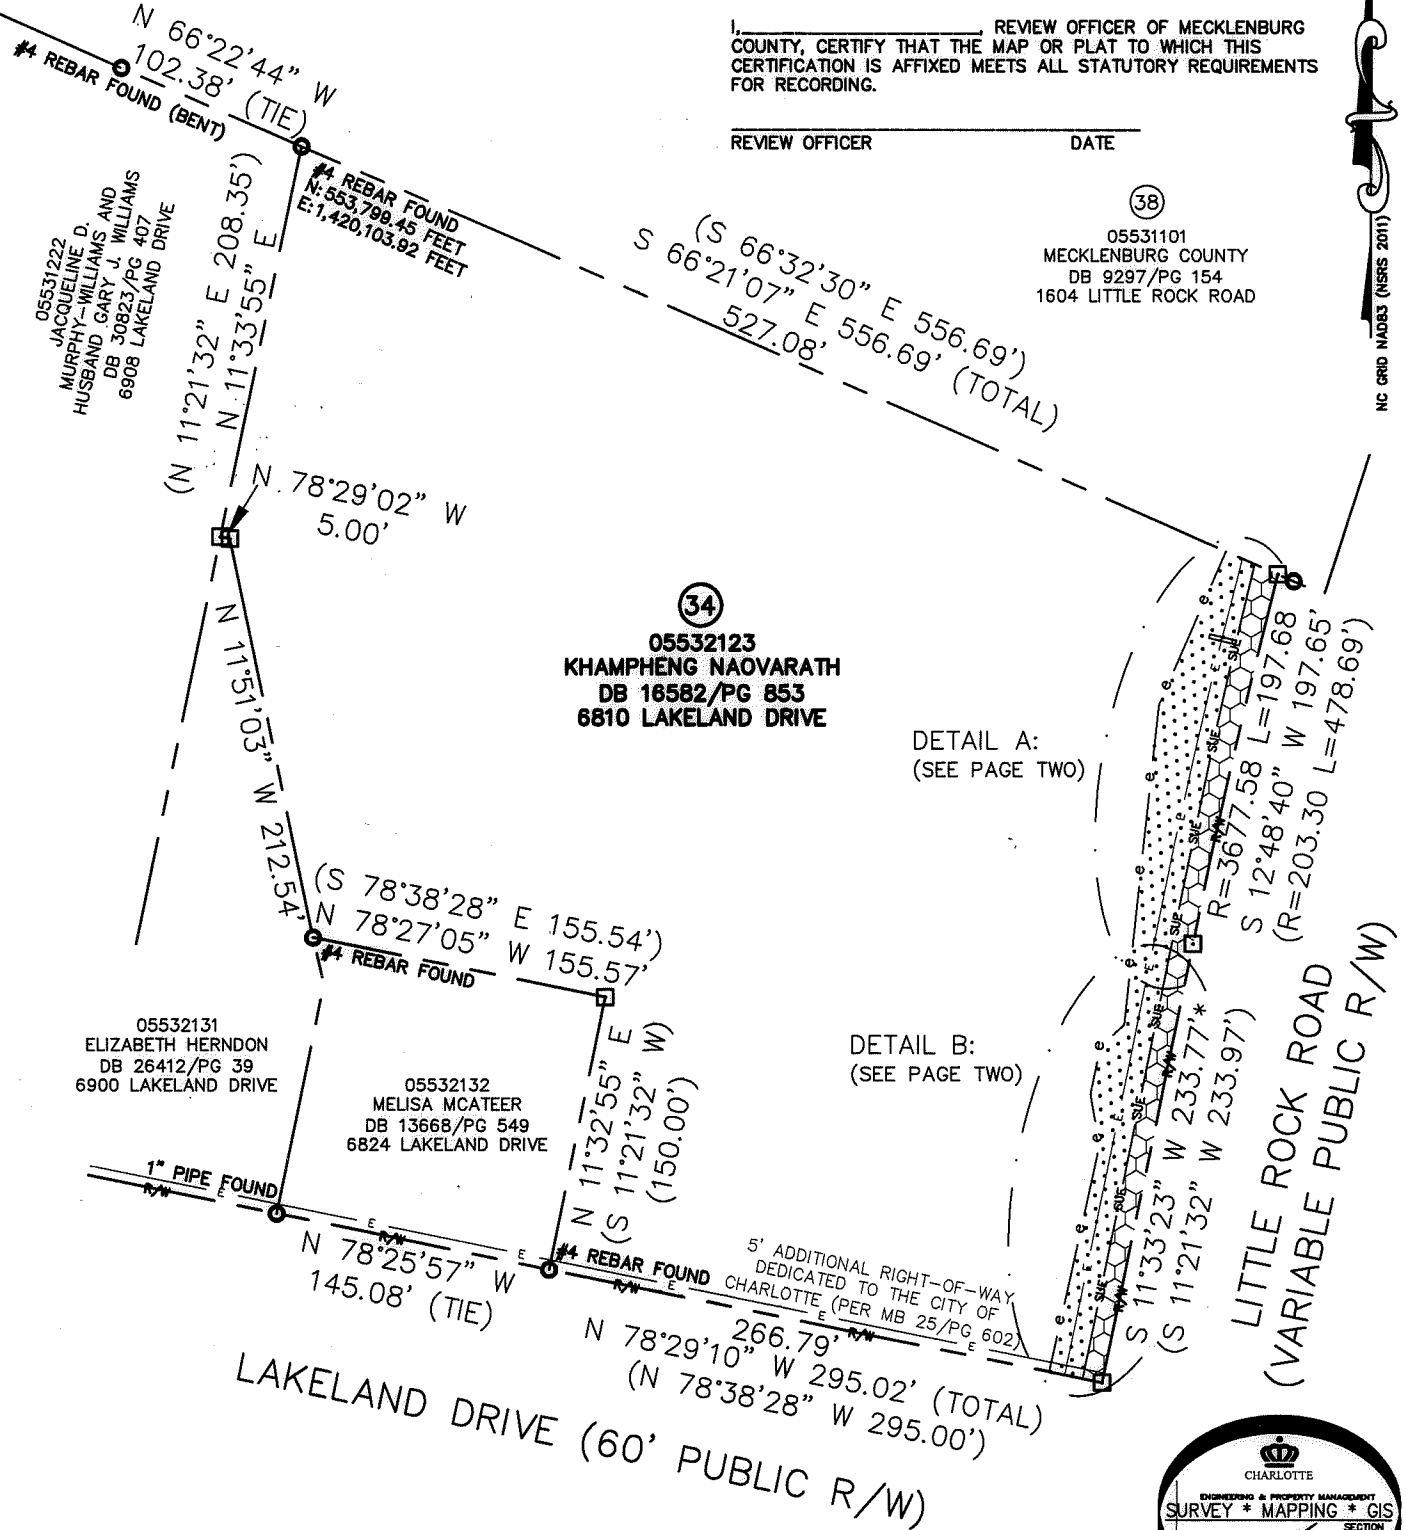 I,____________________, REVIEW OFFICER OF MECKLENBURG
COUNTY, CERTIFY THAT THE MAP OR PLAT TO WHICH THIS
CERTIFICATION IS AFFIXED MEETS ALL STATUTORY REQUIREMENTS
FOR RECORDING.
REVIEW OFFICER DATE
N 66°22'44" W
102.38' (TIE)
#4 REBAR FOUND (BENT)
#4 REBAR FOUND
N: 553,799.45 FEET
E: 1,420,103.92 FEET
05531222
JACQUELINE D.
MURPHY-WILLIAMS AND
HUSBAND GARY J. WILLIAMS
DB 30823/PG 407
6908 LAKELAND DRIVE
(N 11°21'32" E 208.35')
N 11°33'55" E
(S 66°32'30" E 556.69')
S 66°21'07" E 556.69' (TOTAL)
527.08'
38
05531101
MECKLENBURG COUNTY
DB 9297/PG 154
1604 LITTLE ROCK ROAD
NC GRID NAD83 (NSRS 2011)
N 78°29'02" W
5.00'
34
05532123
KHAMPHENG NAOVARATH
DB 16582/PG 853
6810 LAKELAND DRIVE
N 11°51'03" W 212.54'
DETAIL A:
(SEE PAGE TWO)
R=3677.58 L=197.68
S 12°48'40" W 197.65'
(R=203.30 L=478.69')
(S 78°38'28" E 155.54')
N 78°27'05" W 155.57'
#4 REBAR FOUND
05532131
ELIZABETH HERNDON
DB 26412/PG 39
6900 LAKELAND DRIVE
05532132
MELISA MCATEER
DB 13668/PG 549
6824 LAKELAND DRIVE
N 11°32'55" E
(S 11°21'32" W)
(150.00')
DETAIL B:
(SEE PAGE TWO)
S 11°33'23" W 233.77'*
(S 11°21'32" W 233.97')
LITTLE ROCK ROAD
(VARIABLE PUBLIC R/W)
1" PIPE FOUND
R/W
E
E
R/W
E
N 78°25'57" W
145.08' (TIE)
#4 REBAR FOUND
R/W
E
5' ADDITIONAL RIGHT-OF-WAY
DEDICATED TO THE CITY OF
CHARLOTTE (PER MB 25/PG 602)
E
R/W
E
266.79'
N 78°29'10" W 295.02' (TOTAL)
(N 78°38'28" W 295.00')
e
e
e
e
e
e
e
e
e
SUE
SUE
SUE
SUE
SUE
SUE
SUE
SUE
R/W
R/W
R/W
LAKELAND DRIVE (60' PUBLIC R/W)
CHARLOTTE
ENGINEERING & PROPERTY MANAGEMENT
SURVEY * MAPPING * GIS
SECTION